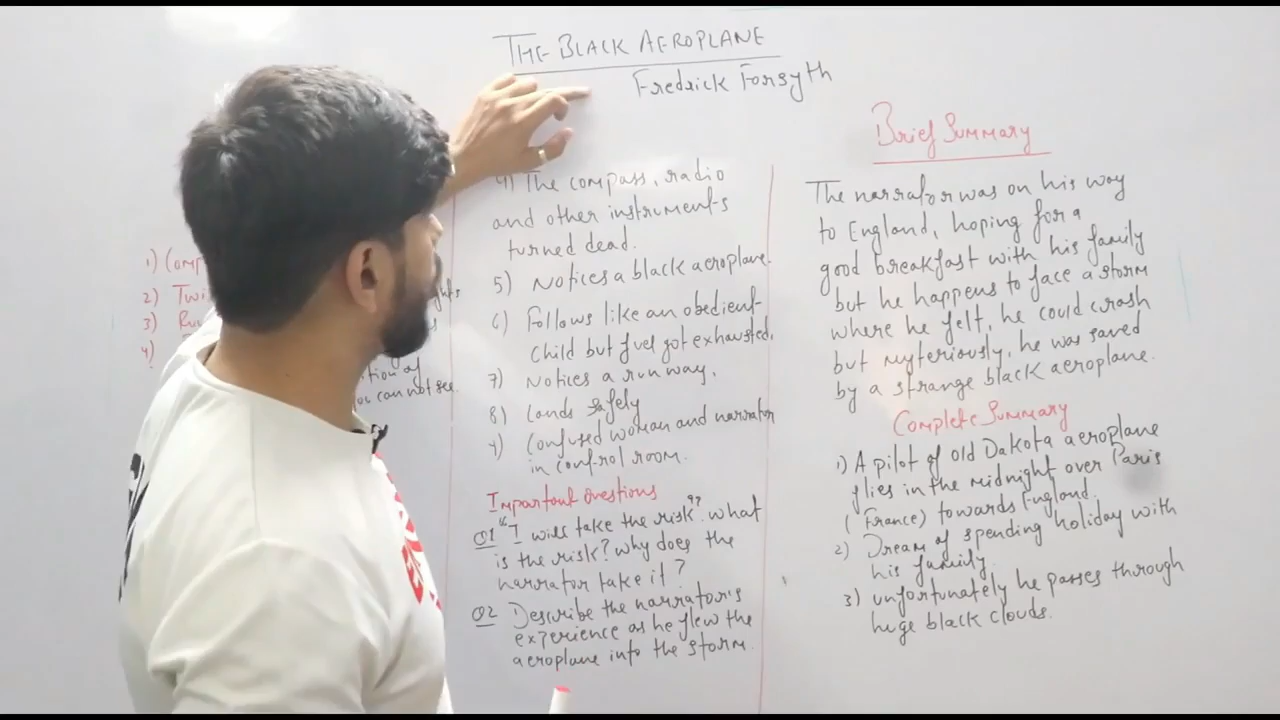 THE BLACK AEROPLANE
Fredrick Forsyth
1)
2)
3)
4)
you can not see
4) The compass, radio
and other instruments
turned dead.
5) Notices a black aeroplane.
6) Follows like an obedient
child but fuel got exhausted.
7) Notices a runway.
8) Lands safely
9) Confused woman and narrator
in control room.
Important Questions
Q1 "I will take the risk". What
is the risk? why does the
narrator take it?
Q2 Describe the narrator's
experience as he flew the
aeroplane into the storm.
Brief Summary
The narrator was on his way
to England, hoping for a
good breakfast with his family
but he happens to face a storm
where he felt, he could crash
but mysteriously, he was saved
by a strange black aeroplane.
Complete Summary
1) A pilot of old Dakota aeroplane
flies in the midnight over Paris
(France) towards England.
2) Dream of spending holiday with
his family.
3) unfortunately he passes through
huge black clouds.